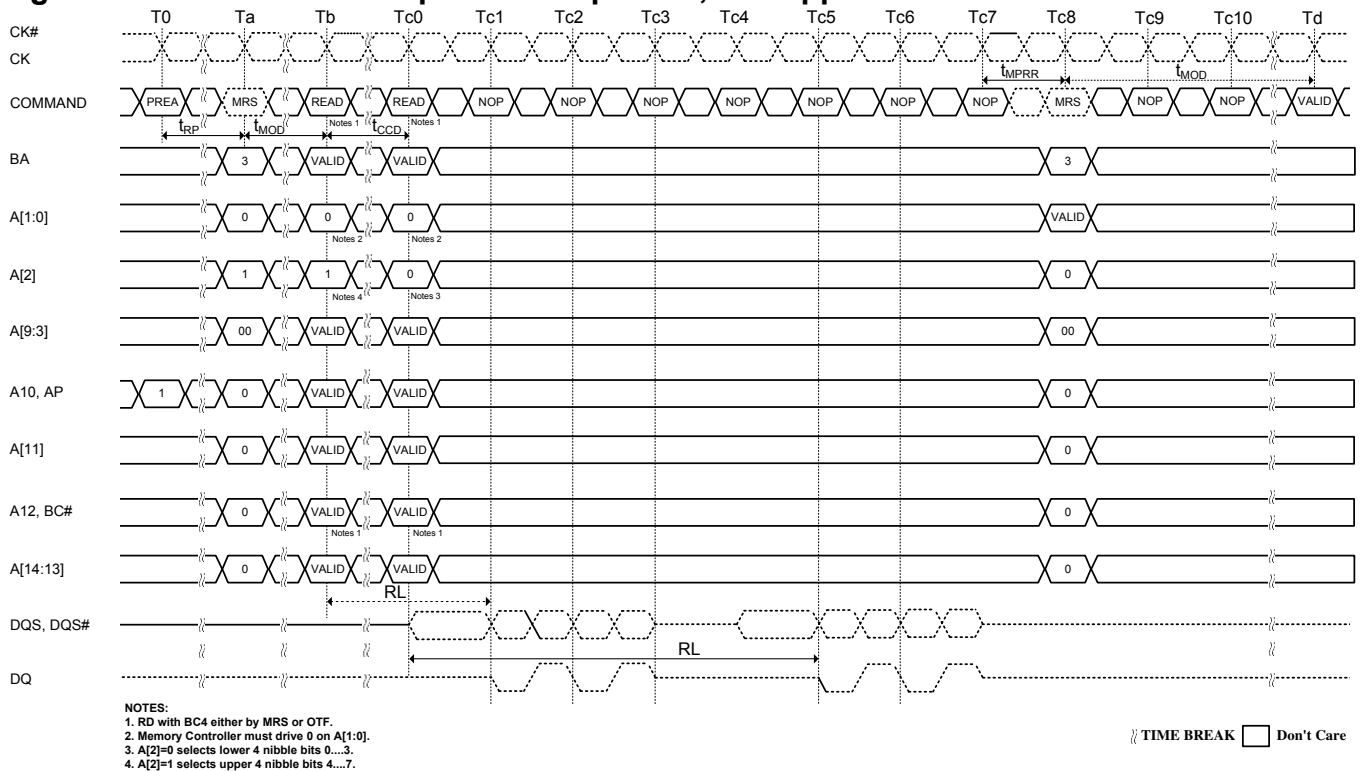 T0 Ta Tb Tc0 Tc1 Tc2 Tc3 Tc4 Tc5 Tc6 Tc7 Tc8 Tc9 Tc10 Td
CK#
CK
tMPRR tMOD
COMMAND PREA MRS READ READ NOP NOP NOP NOP NOP NOP NOP MRS NOP NOP VALID
Notes 1 Notes 1
tRP tMOD tCCD
BA 3 VALID VALID 3
A[1:0] 0 0 0 VALID
Notes 2 Notes 2
A[2] 1 1 0 0
Notes 4 Notes 3
A[9:3] 00 VALID VALID 00
A10, AP 1 0 VALID VALID 0
A[11] 0 VALID VALID 0
A12, BC# 0 VALID VALID 0
Notes 1 Notes 1
A[14:13] 0 VALID VALID 0
RL
DQS, DQS#
RL
DQ
NOTES:
1. RD with BC4 either by MRS or OTF.
2. Memory Controller must drive 0 on A[1:0].
3. A[2]=0 selects lower 4 nibble bits 0....3.
4. A[2]=1 selects upper 4 nibble bits 4....7.
TIME BREAK Don't Care